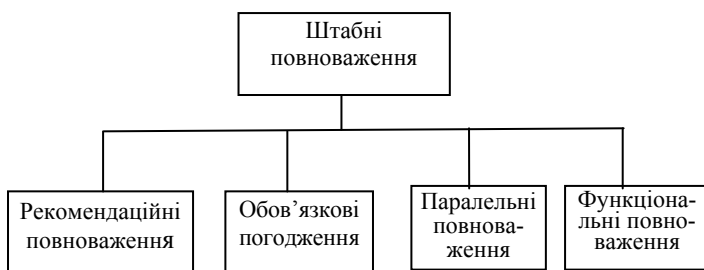 Штабні
повноваження
Рекомендаційні
повноваження
Обов’язкові
погодження
Паралельні
повнова-
ження
Функціона-
льні повно-
важення